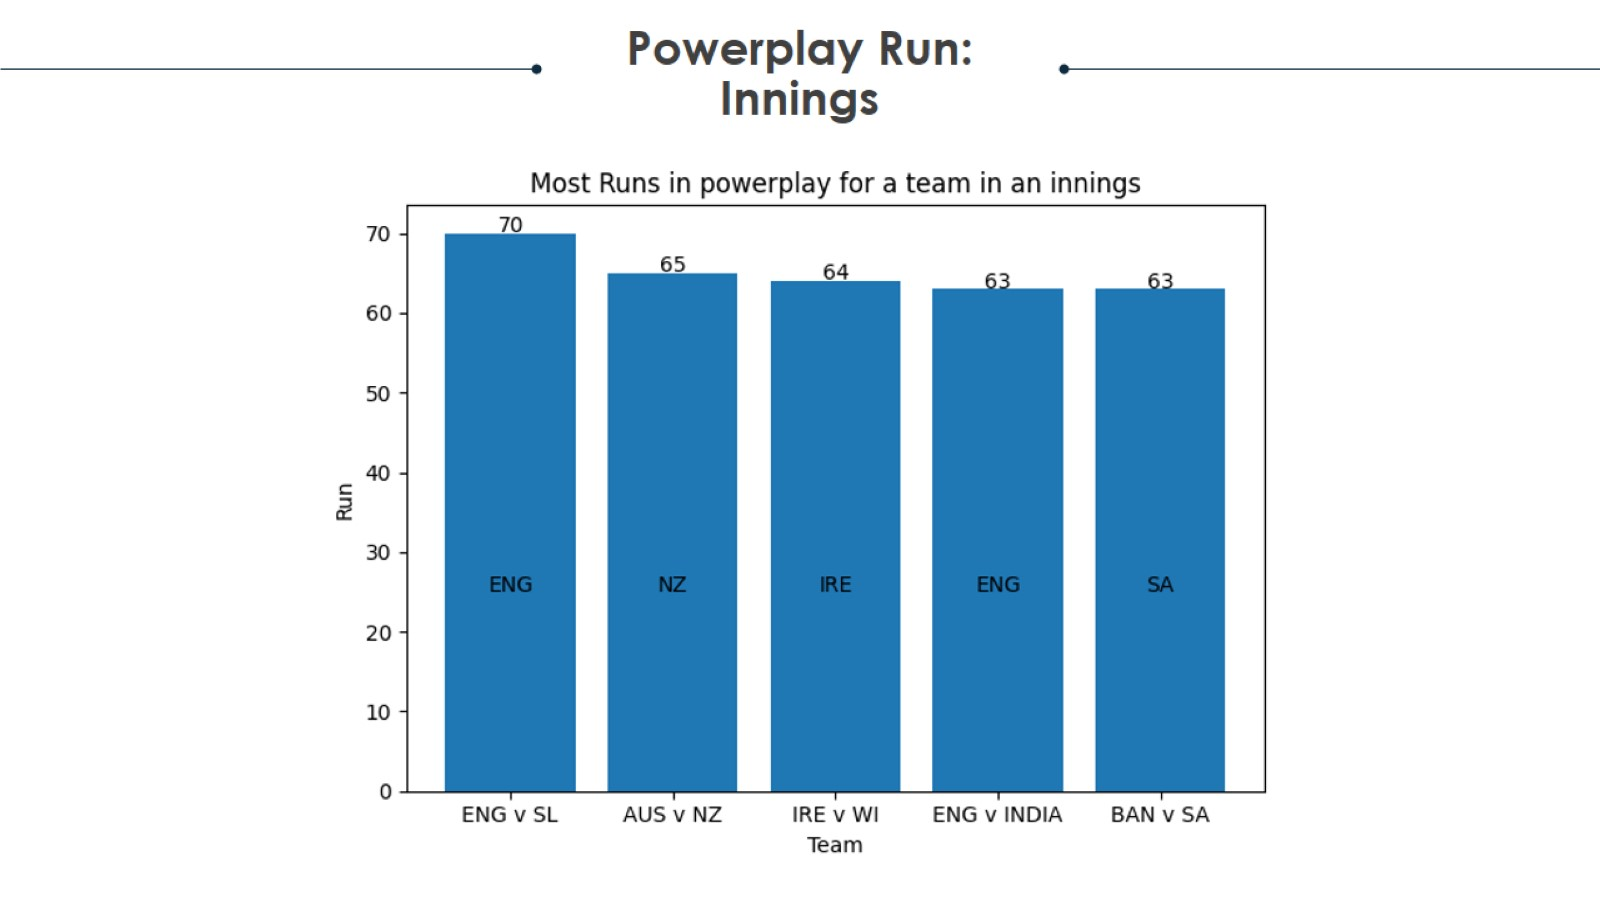 Powerplay Run:
Innings
Most Runs in powerplay for a team in an innings
70
65
64
63
63
70
60
50
40
30
20
10
0
Run
ENG
NZ
IRE
ENG
SA
ENG v SL
AUS v NZ
IRE v WI
ENG v INDIA
BAN v SA
Team